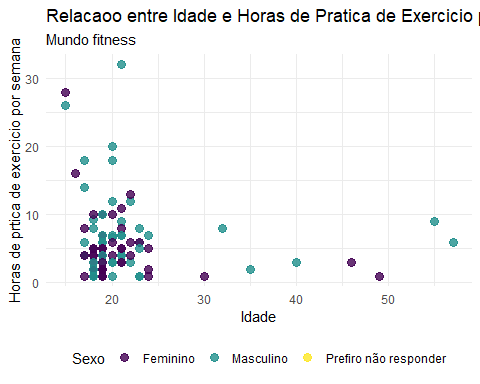 Relacaoo entre Idade e Horas de Pratica de Exercicio p
Mundo fitness
Horas de prtica de exercicio por semana
30
20
10
0
20
30
40
50
Idade
Sexo
Feminino
Masculino
Prefiro não responder